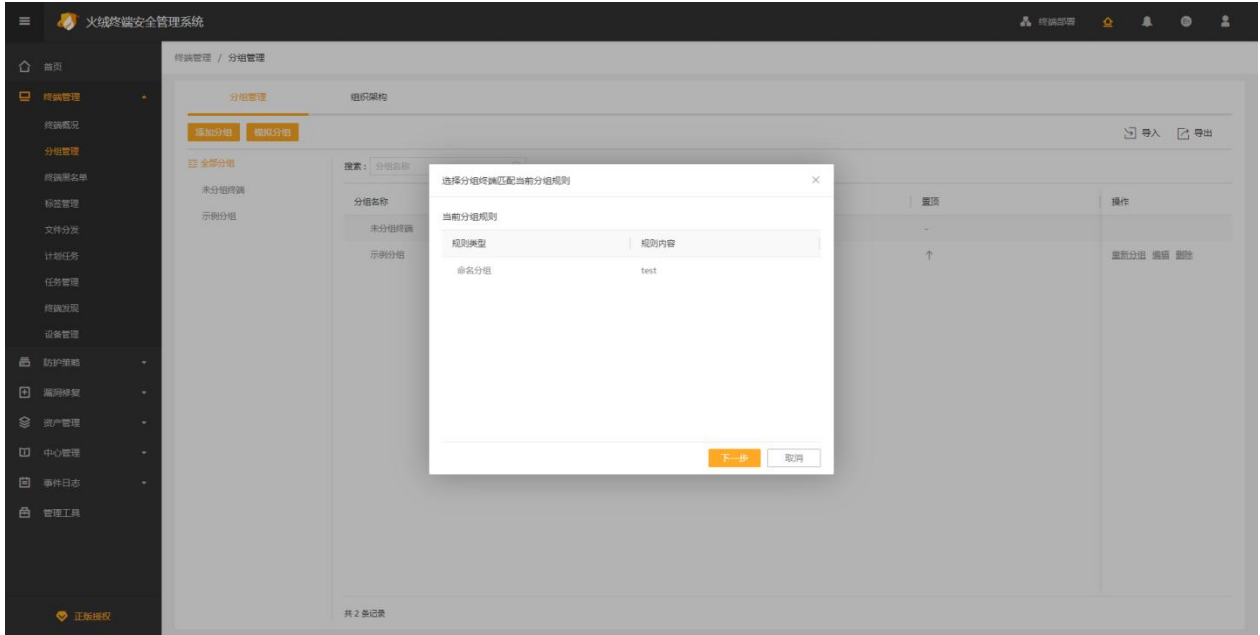 火绒终端安全管理系统
终端部署
首页
终端管理 / 分组管理
终端管理
终端概况
分组管理
终端黑名单
标签管理
文件分发
计划任务
任务管理
终端发现
设备管理
防护策略
漏洞修复
资产管理
中心管理
事件日志
管理工具
正版授权
分组管理 组织架构
添加分组 模拟分组 导入 导出
全部分组
未分组终端
示例分组
搜索: 分组名称
分组名称 置顶 操作
未分组终端 -
示例分组 ↑ 重新分组 编辑 删除
选择分组终端匹配当前分组规则
当前分组规则
规则类型 规则内容
命名分组 test
下一步 取消
共 2 条记录